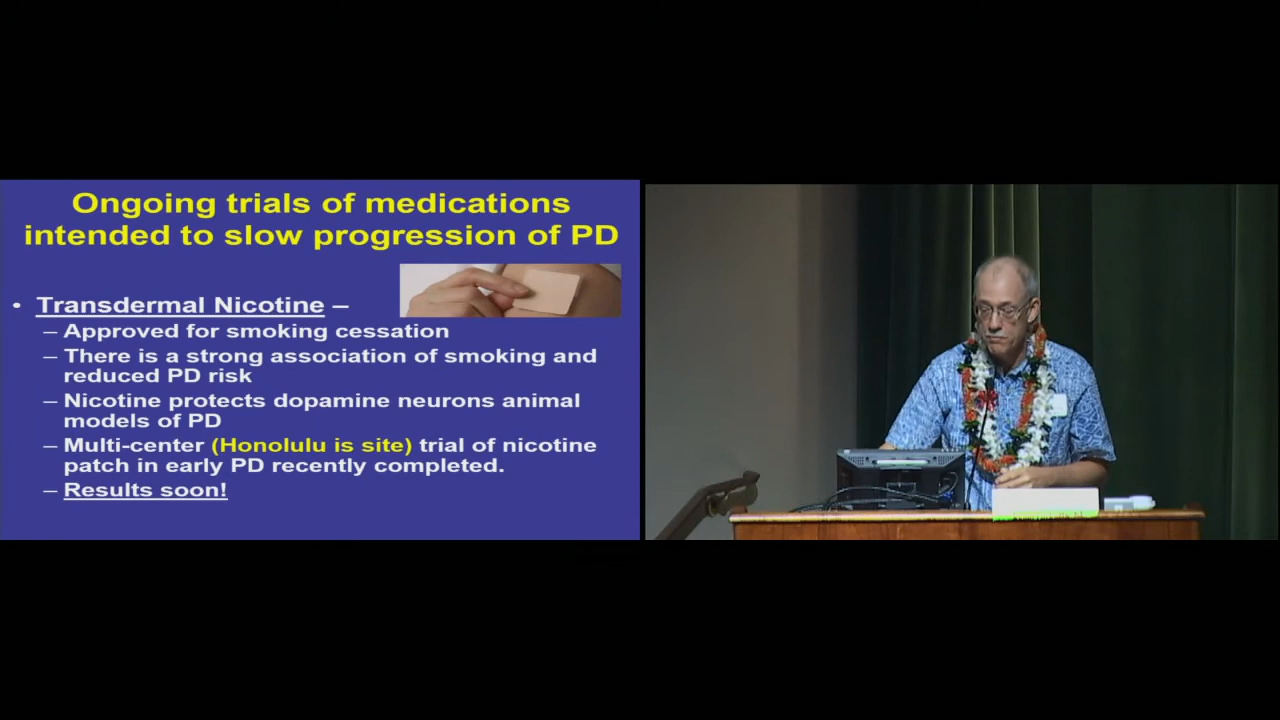 Ongoing trials of medications
intended to slow progression of PD
• Transdermal Nicotine –
– Approved for smoking cessation
– There is a strong association of smoking and
reduced PD risk
– Nicotine protects dopamine neurons animal
models of PD
– Multi-center (Honolulu is site) trial of nicotine
patch in early PD recently completed.
– Results soon!